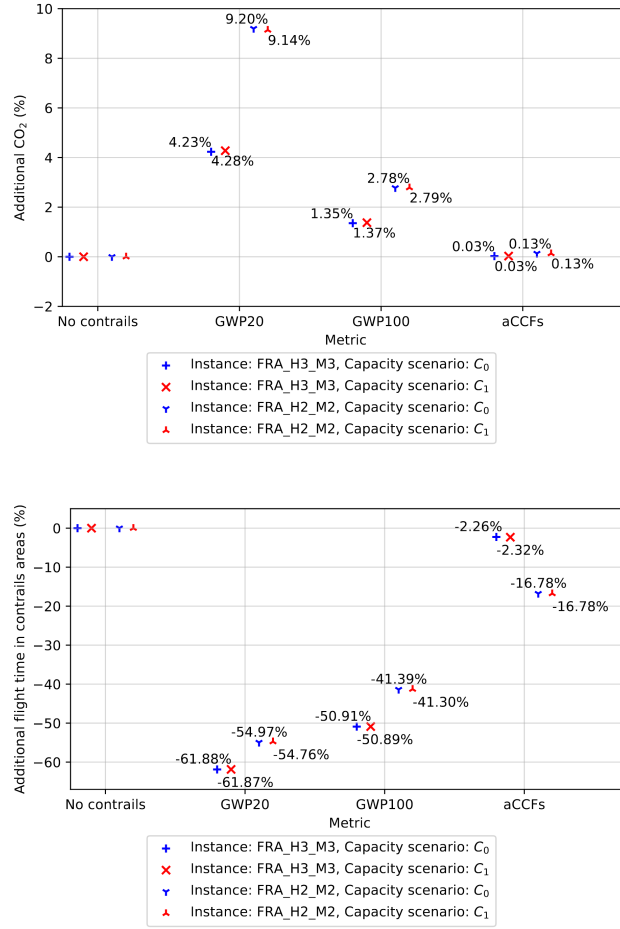 10
8
6
4
2
0
−2
Additional CO₂ (%)
9.20%
9.14%
4.23%
4.28%
2.78%
2.79%
1.35%
1.37%
0.03%
0.13%
0.03%
0.13%
No contrails GWP20 GWP100 aCCFs
Metric
Instance: FRA_H3_M3, Capacity scenario: C₀
Instance: FRA_H3_M3, Capacity scenario: C₁
Instance: FRA_H2_M2, Capacity scenario: C₀
Instance: FRA_H2_M2, Capacity scenario: C₁
0
−10
−20
−30
−40
−50
−60
Additional flight time in contrails areas (%)
-2.26%
-2.32%
-16.78%
-16.78%
-41.39%
-41.30%
-50.91%
-50.89%
-54.97%
-54.76%
-61.88%
-61.87%
No contrails GWP20 GWP100 aCCFs
Metric
Instance: FRA_H3_M3, Capacity scenario: C₀
Instance: FRA_H3_M3, Capacity scenario: C₁
Instance: FRA_H2_M2, Capacity scenario: C₀
Instance: FRA_H2_M2, Capacity scenario: C₁